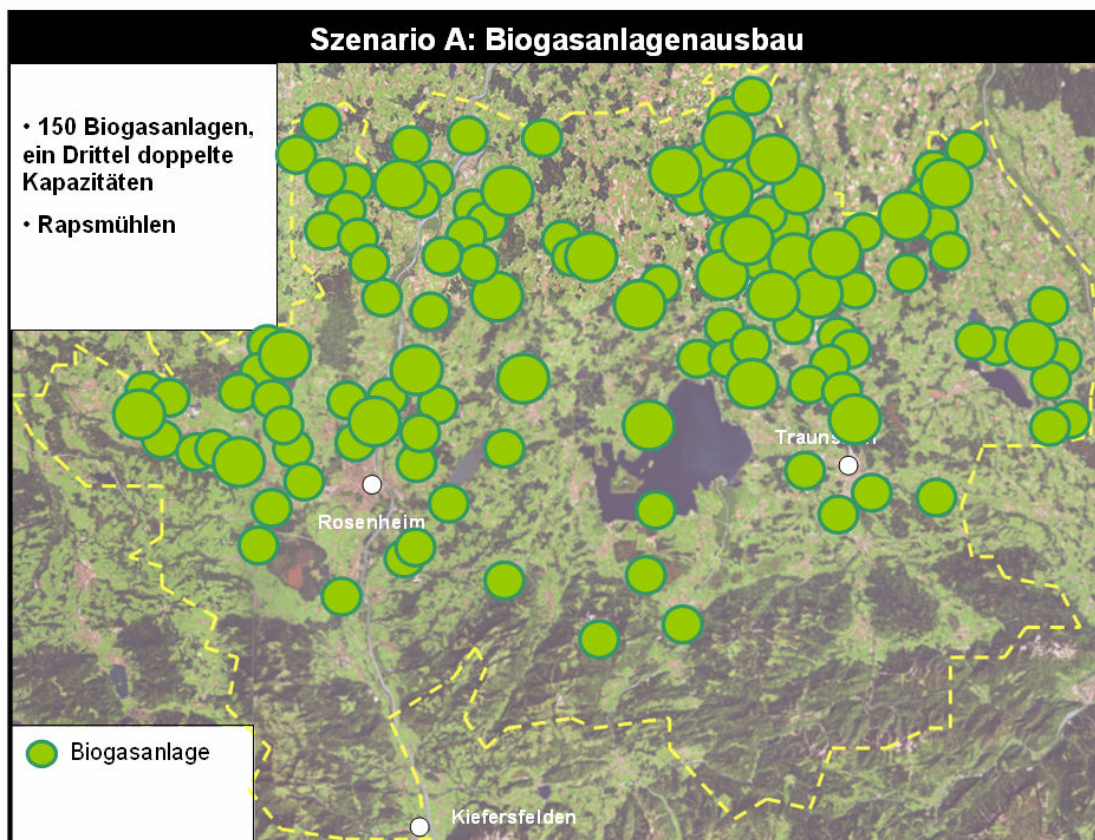 Szenario A: Biogasanlagenausbau
• 150 Biogasanlagen,
ein Drittel doppelte
Kapazitäten
• Rapsmühlen
Rosenheim
Kiefersfelden
Biogasanlage